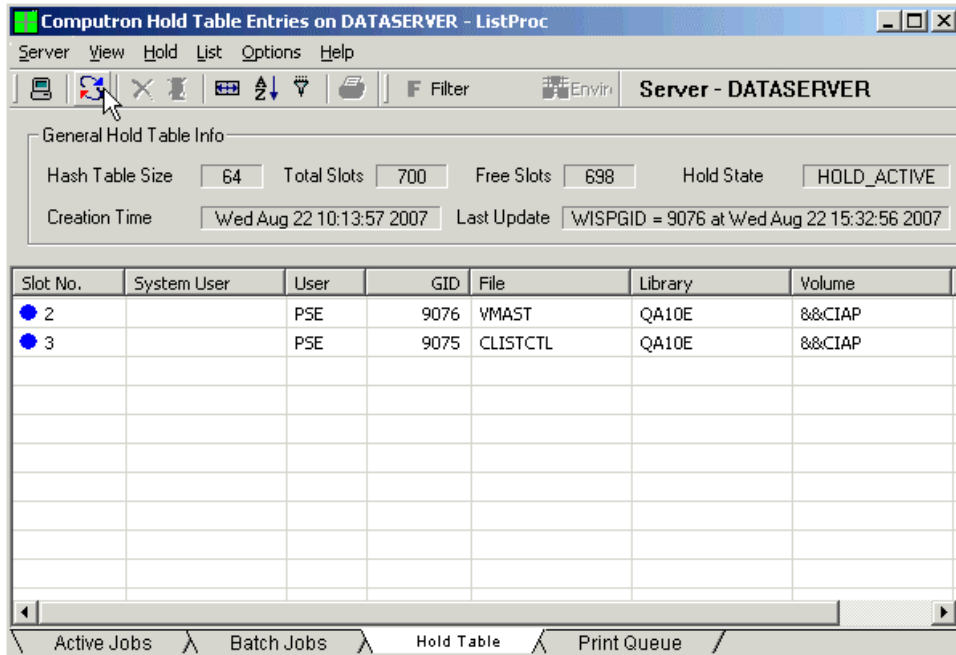 Computron Hold Table Entries on DATASERVER - ListProc
Server View Hold List Options Help
F Filter Envir Server - DATASERVER
General Hold Table Info
Hash Table Size 64 Total Slots 700 Free Slots 698 Hold State HOLD_ACTIVE
Creation Time Wed Aug 22 10:13:57 2007 Last Update WISPGID = 9076 at Wed Aug 22 15:32:56 2007
Slot No. System User User GID File Library Volume
2 PSE 9076 VMAST QA10E &&CIAP
3 PSE 9075 CLISTCTL QA10E &&CIAP
Active Jobs Batch Jobs Hold Table Print Queue